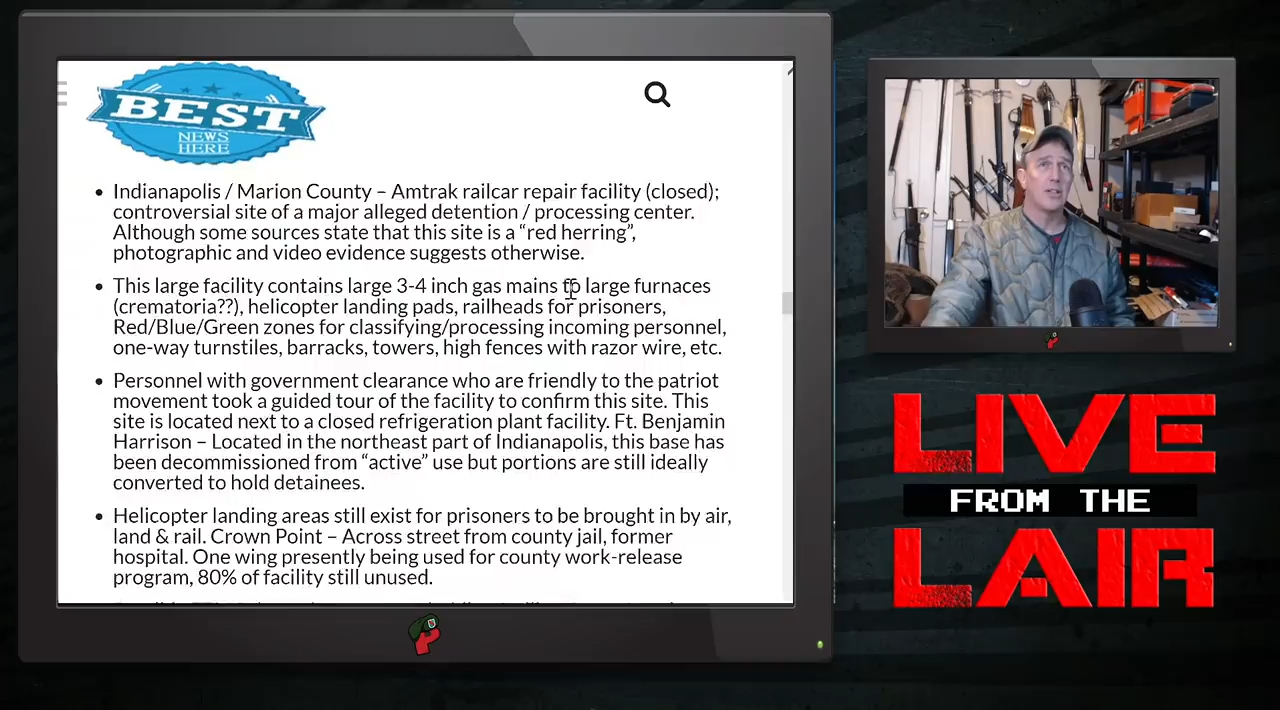 BEST
NEWS
HERE
Indianapolis / Marion County – Amtrak railcar repair facility (closed);
controversial site of a major alleged detention / processing center.
Although some sources state that this site is a “red herring”,
photographic and video evidence suggests otherwise.
This large facility contains large 3-4 inch gas mains to large furnaces
(crematoria??), helicopter landing pads, railheads for prisoners,
Red/Blue/Green zones for classifying/processing incoming personnel,
one-way turnstiles, barracks, towers, high fences with razor wire, etc.
Personnel with government clearance who are friendly to the patriot
movement took a guided tour of the facility to confirm this site. This
site is located next to a closed refrigeration plant facility. Ft. Benjamin
Harrison – Located in the northeast part of Indianapolis, this base has
been decommissioned from “active” use but portions are still ideally
converted to hold detainees.
Helicopter landing areas still exist for prisoners to be brought in by air,
land & rail. Crown Point – Across street from county jail, former
hospital. One wing presently being used for county work-release
program, 80% of facility still unused.
LIVE
FROM THE
LAIR